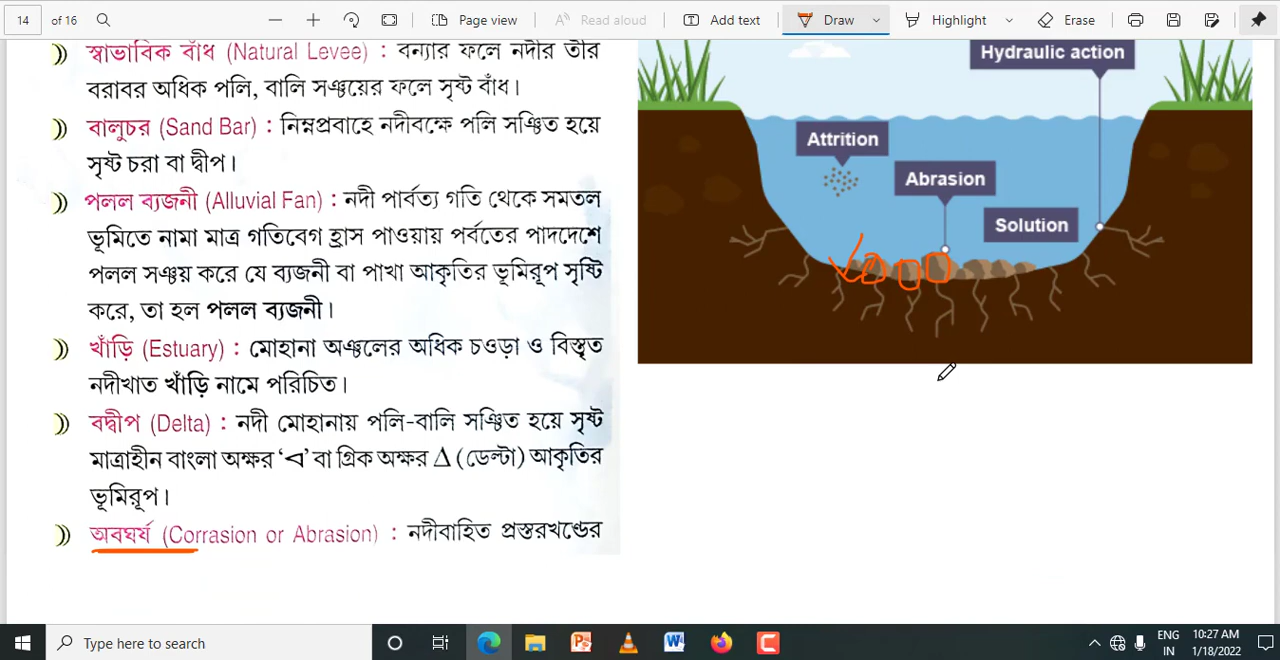 14 of 16 Page view Read aloud Add text Draw Highlight Erase
স্বাভাবিক বাঁধ (Natural Levee) : বন্যার ফলে নদীর তীর
বরাবর অধিক পলি, বালি সঞ্চয়ের ফলে সৃষ্ট বাঁধ।
বালুচর (Sand Bar) : নিম্নপ্রবাহে নদীবক্ষে পলি সঞ্চিত হয়ে
সৃষ্ট চরা বা দ্বীপ।
পলল ব্যজনী (Alluvial Fan) : নদী পার্বত্য গতি থেকে সমতল
ভূমিতে নামা মাত্র গতিবেগ হ্রাস পাওয়ায় পর্বতের পাদদেশে
পলল সঞ্চয় করে যে ব্যজনী বা পাখা আকৃতির ভূমিরূপ সৃষ্টি
করে, তা হল পলল ব্যজনী।
খাঁড়ি (Estuary) : মোহানা অঞ্চলের অধিক চওড়া ও বিস্তৃত
নদীখাত খাঁড়ি নামে পরিচিত।
বদ্বীপ (Delta) : নদী মোহানায় পলি-বালি সঞ্চিত হয়ে সৃষ্ট
মাত্রাহীন বাংলা অক্ষর ‘ব’ বা গ্রিক অক্ষর Δ (ডেল্টা) আকৃতির
ভূমিরূপ।
অবঘর্ষ (Corrasion or Abrasion) : নদীবাহিত প্রস্তরখণ্ডের
Hydraulic action
Attrition
Abrasion
Solution
Type here to search
ENG
IN
10:27 AM
1/18/2022